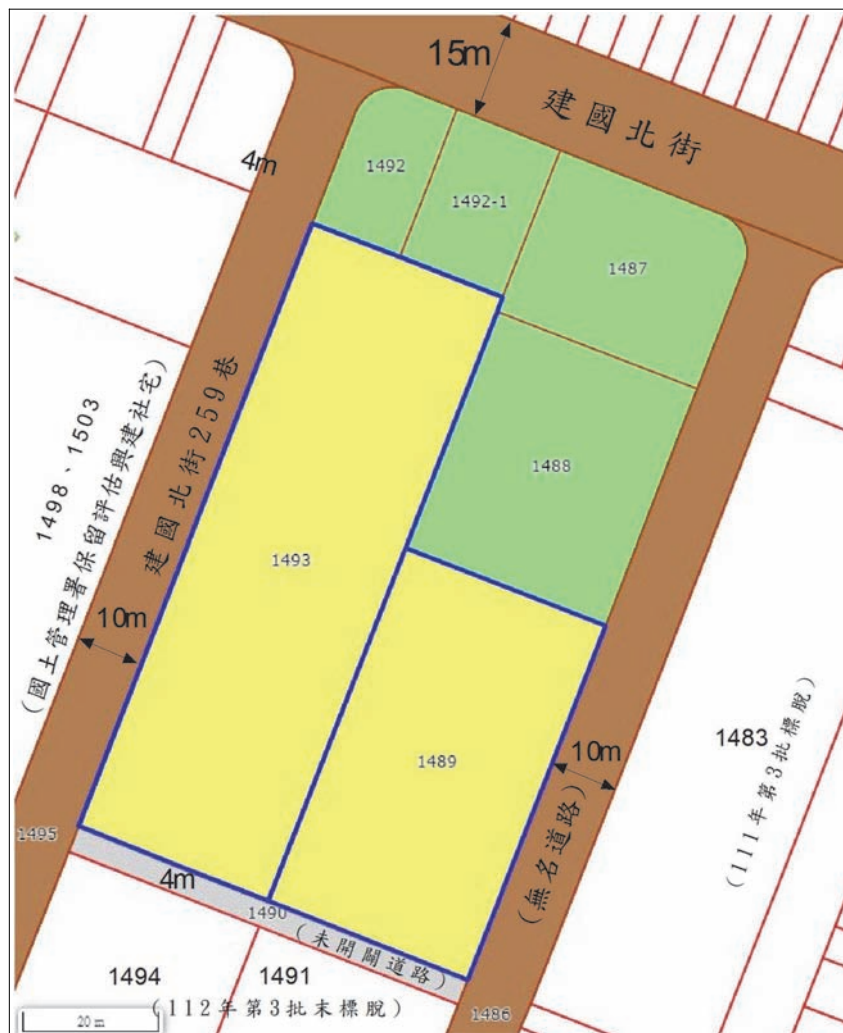 15m
建國北街
4m
1492
1492-1
1487
1488
建國北街259巷
1498、1503
(國土管理署保留評估興建社宅)
1493
10m
1489
10m
1483
(111年第3批標脫)
(無名道路)
1495
4m
1490
(未開闢道路)
1494
1491
(112年第3批末標脫)
1486
20 m